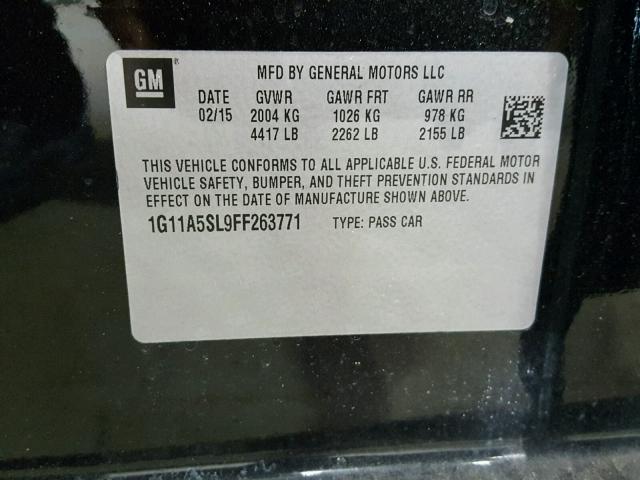 GM
MFD BY GENERAL MOTORS LLC
DATE GVWR GAWR FRT GAWR RR
02/15 2004 KG 1026 KG 978 KG
4417 LB 2262 LB 2155 LB
THIS VEHICLE CONFORMS TO ALL APPLICABLE U.S. FEDERAL MOTOR
VEHICLE SAFETY, BUMPER, AND THEFT PREVENTION STANDARDS IN
EFFECT ON THE DATE OF MANUFACTURE SHOWN ABOVE.
1G11A5SL9FF263771 TYPE: PASS CAR